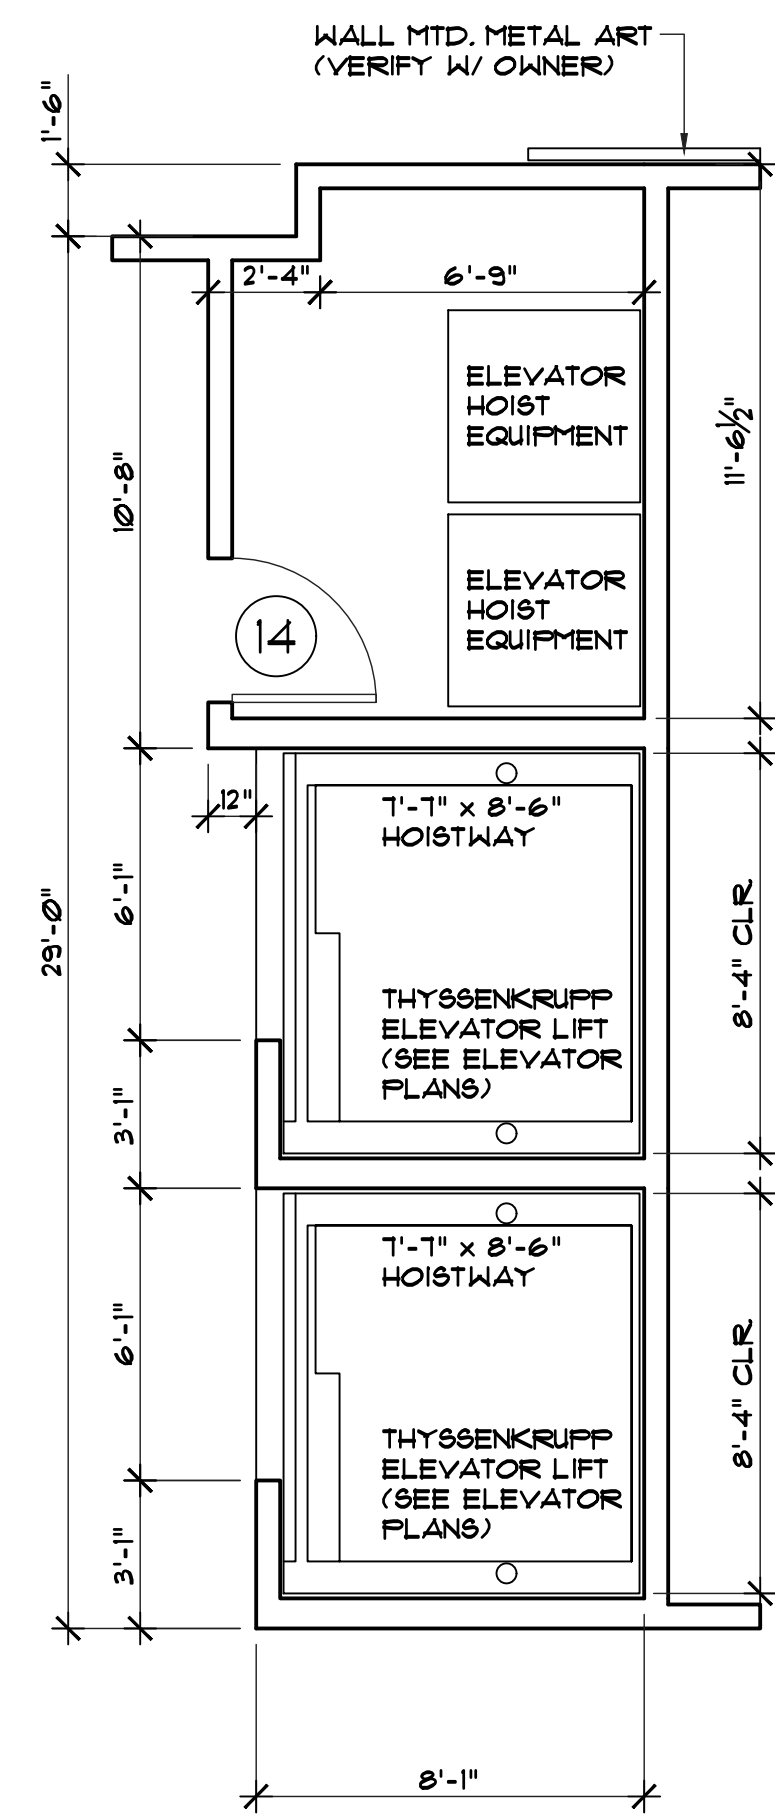 WALL MTD. METAL ART
(VERIFY W/ OWNER)
1'-6"
2'-4"
6'-9"
ELEVATOR
HOIST
EQUIPMENT
11'-6½"
10'-8"
ELEVATOR
HOIST
EQUIPMENT
14
12"
7'-7" x 8'-6"
HOISTWAY
6'-1"
29'-0"
8'-4" CLR.
THYSSENKRUPP
ELEVATOR LIFT
(SEE ELEVATOR
PLANS)
3'-1"
7'-7" x 8'-6"
HOISTWAY
6'-1"
8'-4" CLR.
THYSSENKRUPP
ELEVATOR LIFT
(SEE ELEVATOR
PLANS)
3'-1"
8'-1"